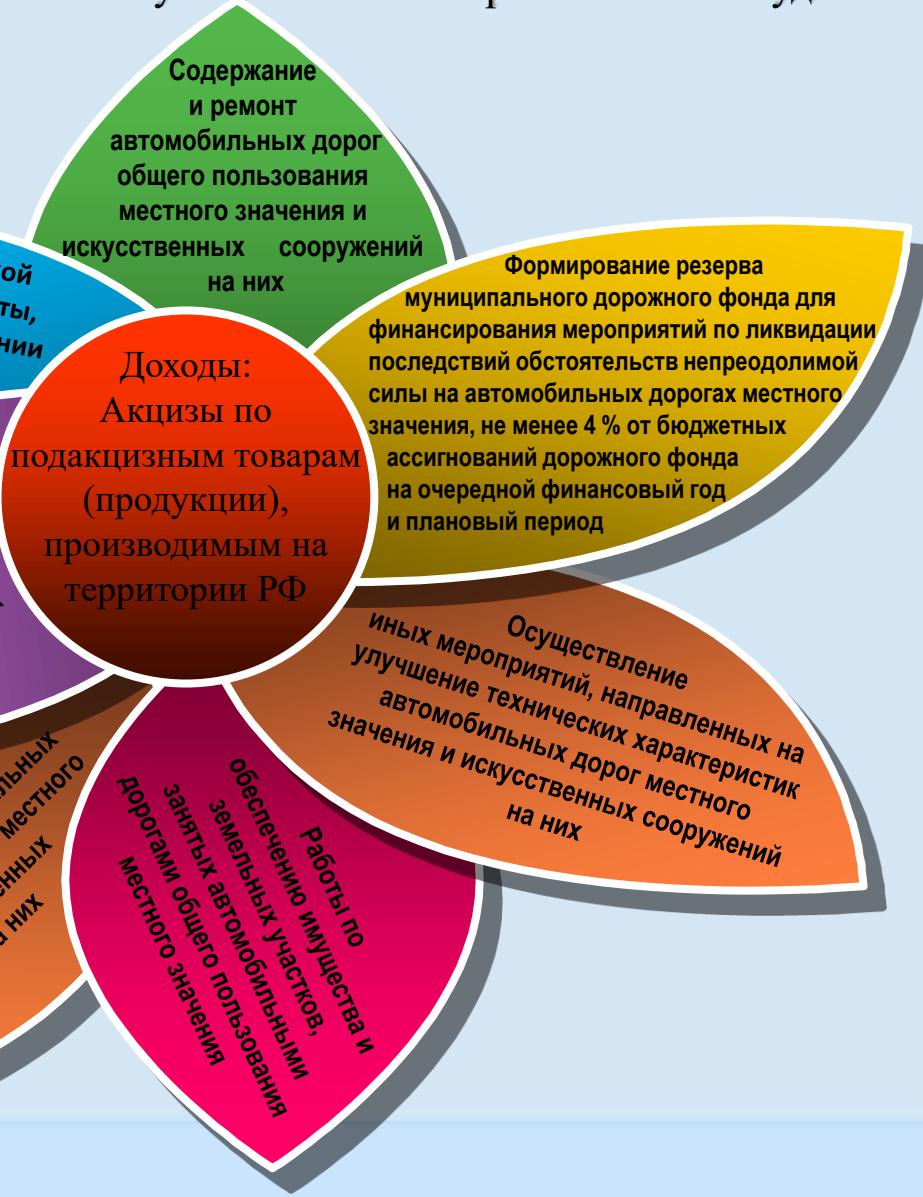 Содержание
и ремонт
автомобильных дорог
общего пользования
местного значения и
искусственных сооружений
на них
Формирование резерва
муниципального дорожного фонда для
финансирования мероприятий по ликвидации
последствий обстоятельств непреодолимой
силы на автомобильных дорогах местного
значения, не менее 4 % от бюджетных
ассигнований дорожного фонда
на очередной финансовый год
и плановый период
Доходы:
Акцизы по
подакцизным товарам
(продукции),
производимым на
территории РФ
Осуществление
иных мероприятий, направленных на
улучшение технических характеристик
автомобильных дорог местного
значения и искусственных сооружений
на них
Работы по
обеспечению имущества и
земельных участков,
занятых автомобильными
дорогами общего пользования
местного значения
местного
них